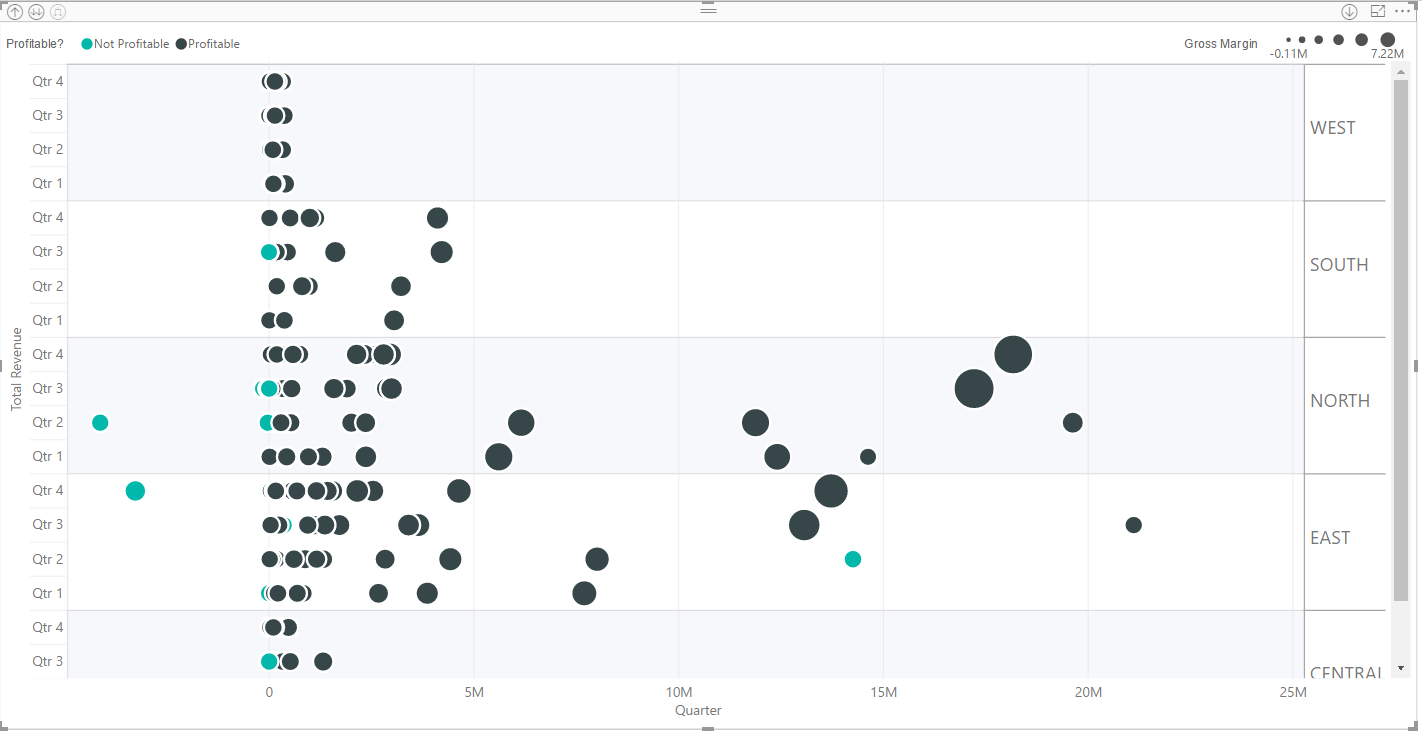 Profitable? Not Profitable Profitable
Gross Margin
-0.11M 7.22M
Qtr 4
Qtr 3
Qtr 2
Qtr 1
WEST
Qtr 4
Qtr 3
Qtr 2
Qtr 1
SOUTH
Qtr 4
Qtr 3
Qtr 2
Qtr 1
NORTH
Qtr 4
Qtr 3
Qtr 2
Qtr 1
EAST
Qtr 4
Qtr 3
CENTRAL
Total Revenue
0 5M 10M 15M 20M 25M
Quarter